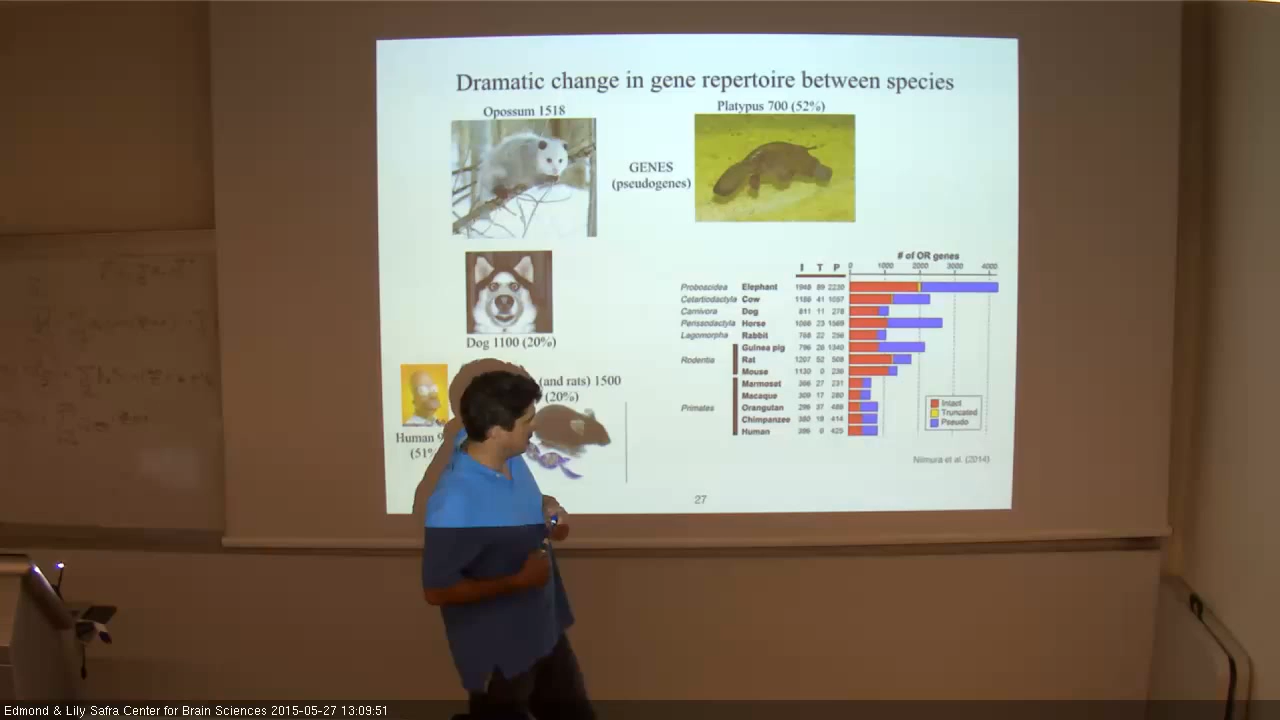 Dramatic change in gene repertoire between species
Opossum 1518
Platypus 700 (52%)
GENES
(pseudogenes)
Dog 1100 (20%)
(and rats) 1500
(20%)
Human 9
(51%
# of OR genes
I T P 0 1000 2000 3000 4000
Proboscidea Elephant 1948 89 2230
Cetartiodactyla Cow 1186 41 1057
Carnivora Dog 811 11 278
Perissodactyla Horse 1066 23 1569
Lagomorpha Rabbit 768 22 256
Guinea pig 796 26 1340
Rodentia Rat 1207 52 508
Mouse 1130 0 236
Marmoset 366 27 231
Macaque 309 17 280
Primates Orangutan 296 37 488
Chimpanzee 380 19 414
Human 396 0 425
Intact
Truncated
Pseudo
Niimura et al. (2014)
27
Edmond & Lily Safra Center for Brain Sciences 2015-05-27 13:09:51